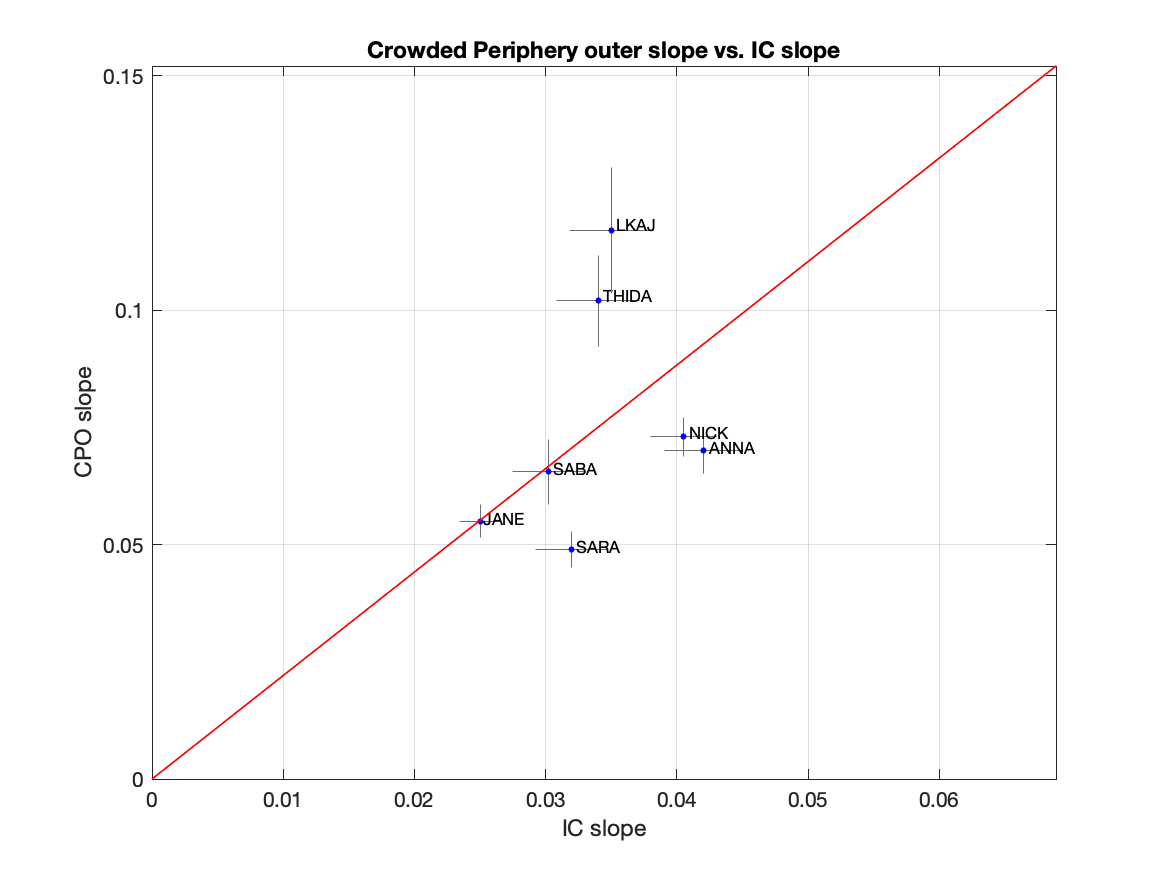 Crowded Periphery outer slope vs. IC slope
0.15
LKAJ
THIDA
0.1
CPO slope
NICK
ANNA
SABA
JANE
0.05
SARA
0
0 0.01 0.02 0.03 0.04 0.05 0.06
IC slope